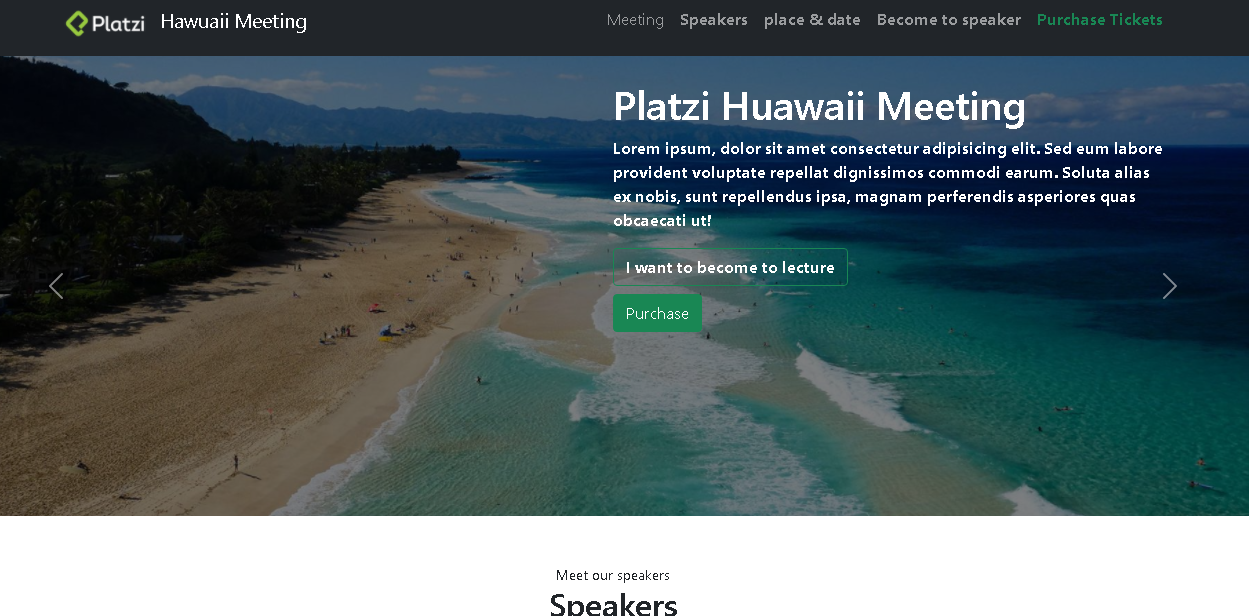 Platzi Hawuaii Meeting Meeting Speakers place & date Become to speaker Purchase Tickets
Platzi Huawaii Meeting
Lorem ipsum, dolor sit amet consectetur adipisicing elit. Sed eum labore
provident voluptate repellat dignissimos commodi earum. Soluta alias
ex nobis, sunt repellendus ipsa, magnam perferendis asperiores quas
obcaecati ut!
I want to become to lecture
Purchase
Meet our speakers
Speakers